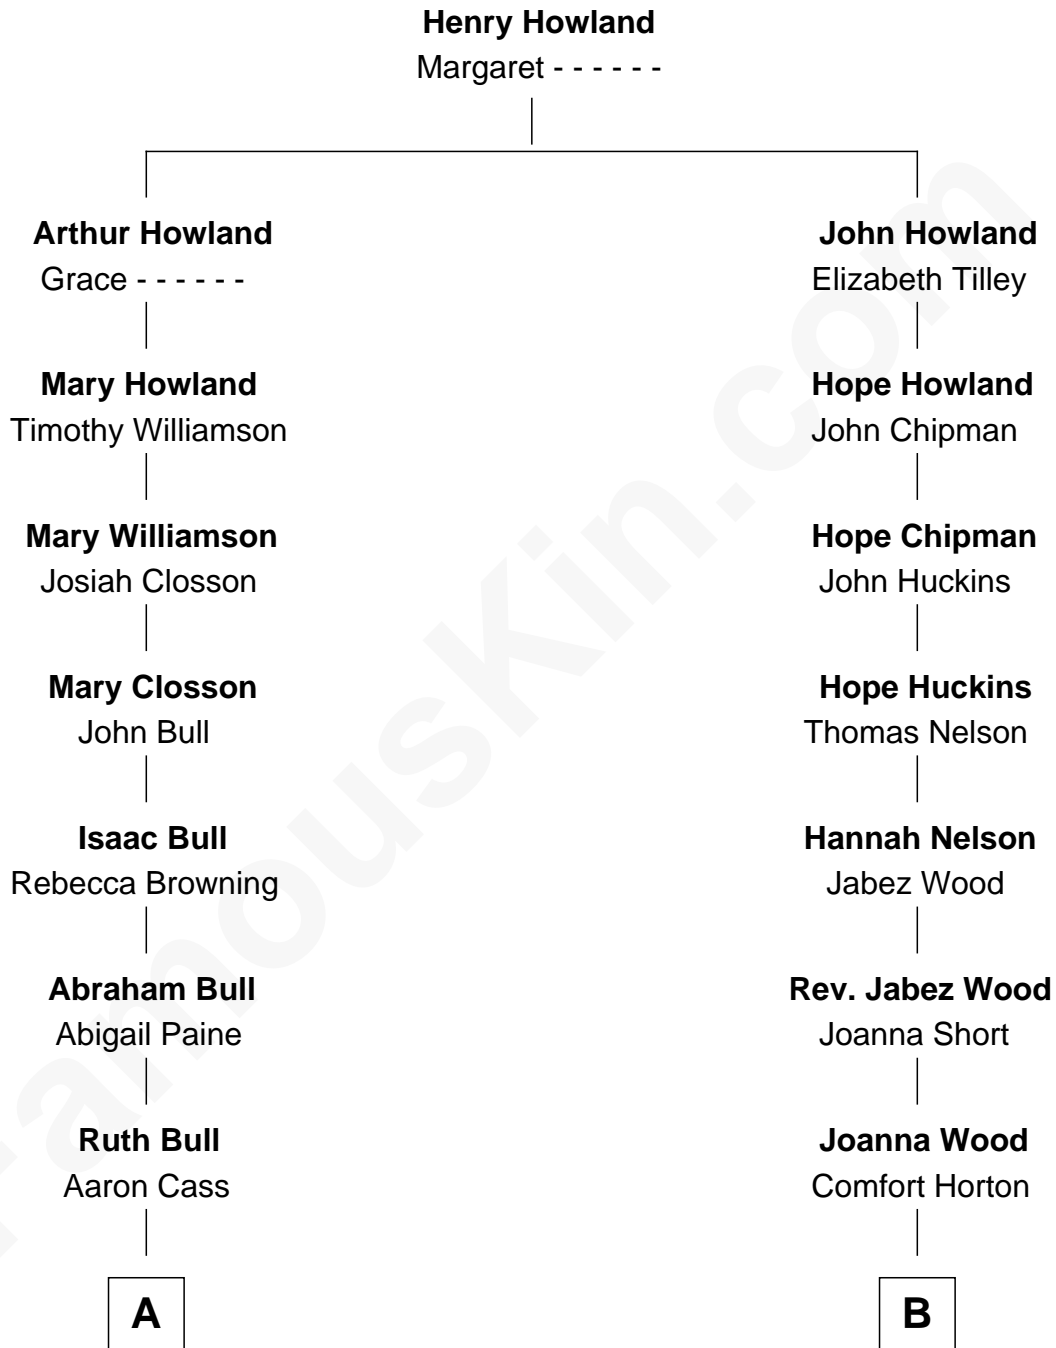 Henry Howland
Margaret - - - - - -
Arthur Howland
Grace - - - - - -
Mary Howland
Timothy Williamson
Mary Williamson
Josiah Closson
Mary Closson
John Bull
Isaac Bull
Rebecca Browning
Abraham Bull
Abigail Paine
Ruth Bull
Aaron Cass
A
John Howland
Elizabeth Tilley
Hope Howland
John Chipman
Hope Chipman
John Huckins
Hope Huckins
Thomas Nelson
Hannah Nelson
Jabez Wood
Rev. Jabez Wood
Joanna Short
Joanna Wood
Comfort Horton
B
FamousKin.com